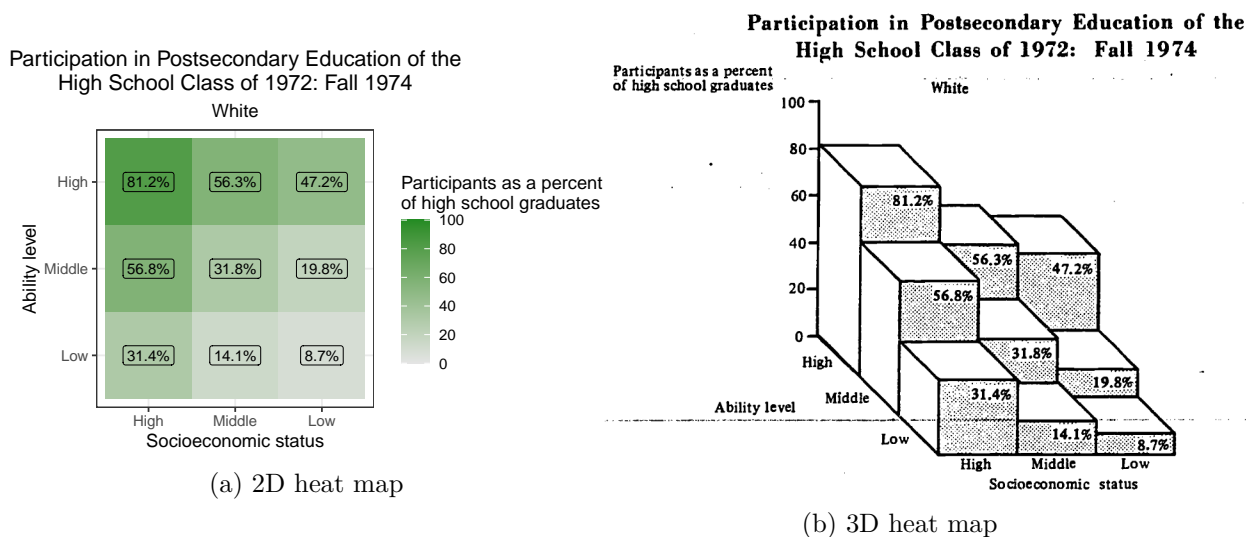 Participation in Postsecondary Education of the
High School Class of 1972: Fall 1974
White
High
81.2%
56.3%
47.2%
Middle
56.8%
31.8%
19.8%
Low
31.4%
14.1%
8.7%
Ability level
High
Middle
Low
Socioeconomic status
Participants as a percent
of high school graduates
100
80
60
40
20
0
(a) 2D heat map
Participation in Postsecondary Education of the
High School Class of 1972: Fall 1974
Participants as a percent
of high school graduates
White
100
80
60
40
20
0
81.2%
56.3%
47.2%
56.8%
31.8%
19.8%
31.4%
14.1%
8.7%
High
Middle
Low
Ability level
High
Middle
Low
Socioeconomic status
(b) 3D heat map